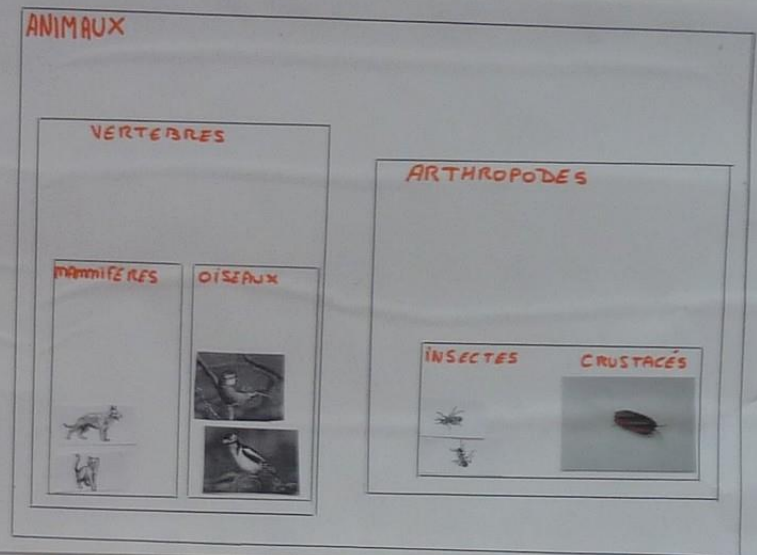 ANIMAUX
VERTEBRES
ARTHROPODES
MAMMIFERES
OiSEAUX
iNSECTES
CRUSTACÉS